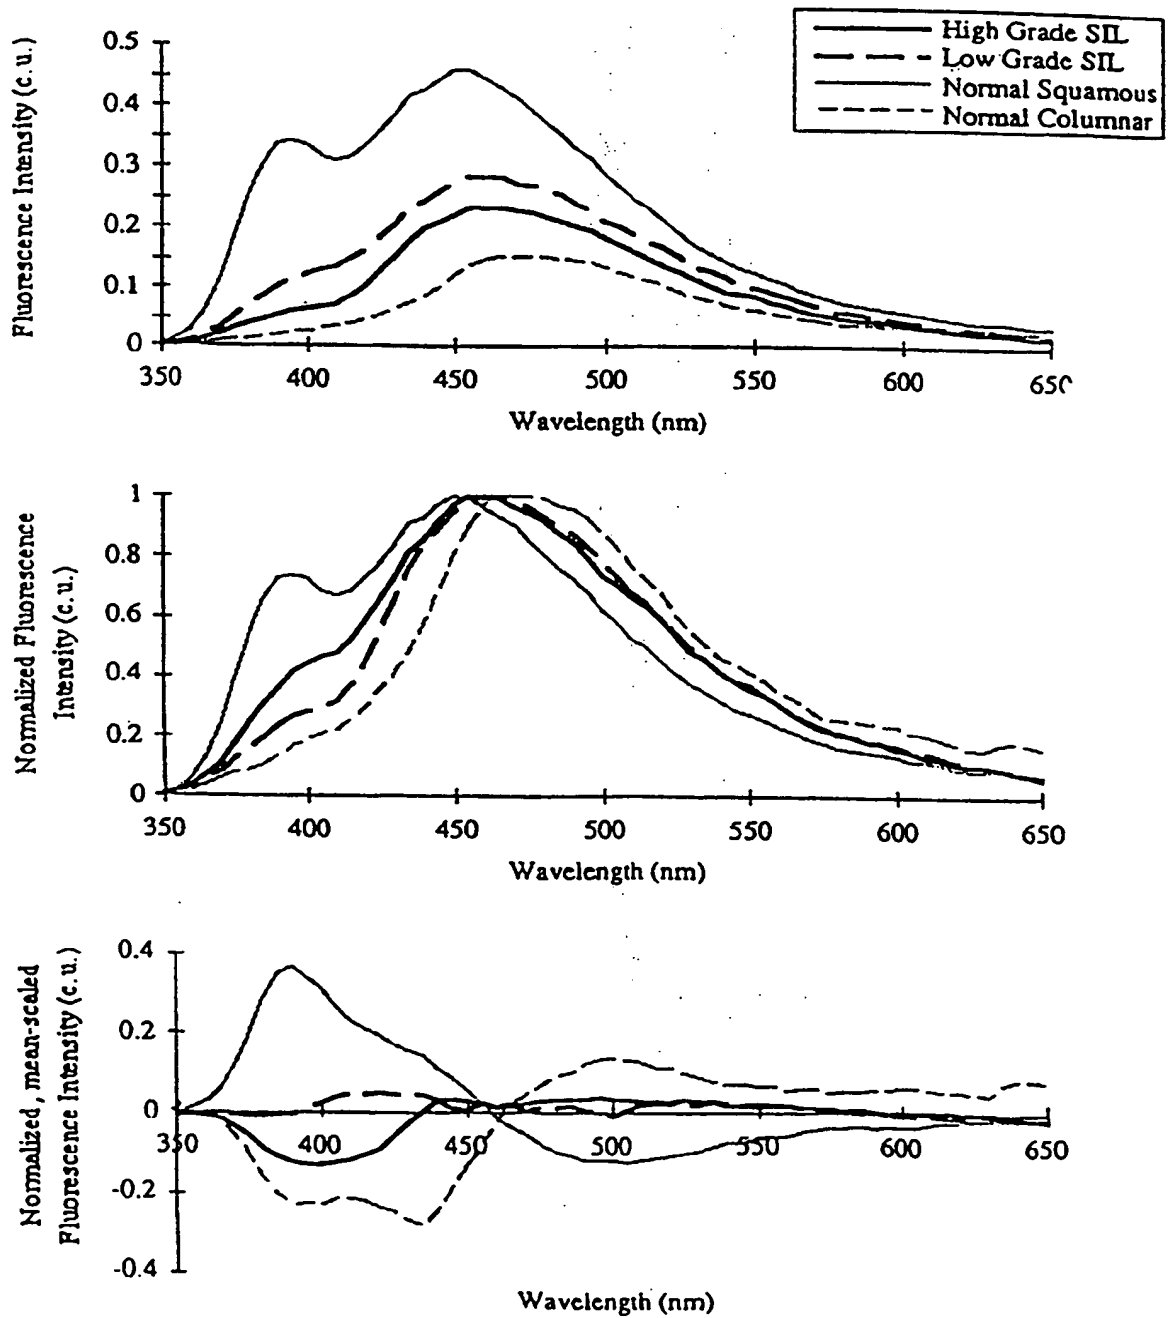 High Grade SIL
Low Grade SIL
Normal Squamous
Normal Columnar
Fluorescence Intensity (c.u.)
0.5
0.4
0.3
0.2
0.1
0
350 400 450 500 550 600 650
Wavelength (nm)
Normalized Fluorescence
Intensity (c.u.)
1
0.8
0.6
0.4
0.2
0
350 400 450 500 550 600 650
Wavelength (nm)
Normalized, mean-scaled
Fluorescence Intensity (c.u.)
0.4
0.2
0
350 400 450 500 550 600 650
-0.2
-0.4
Wavelength (nm)